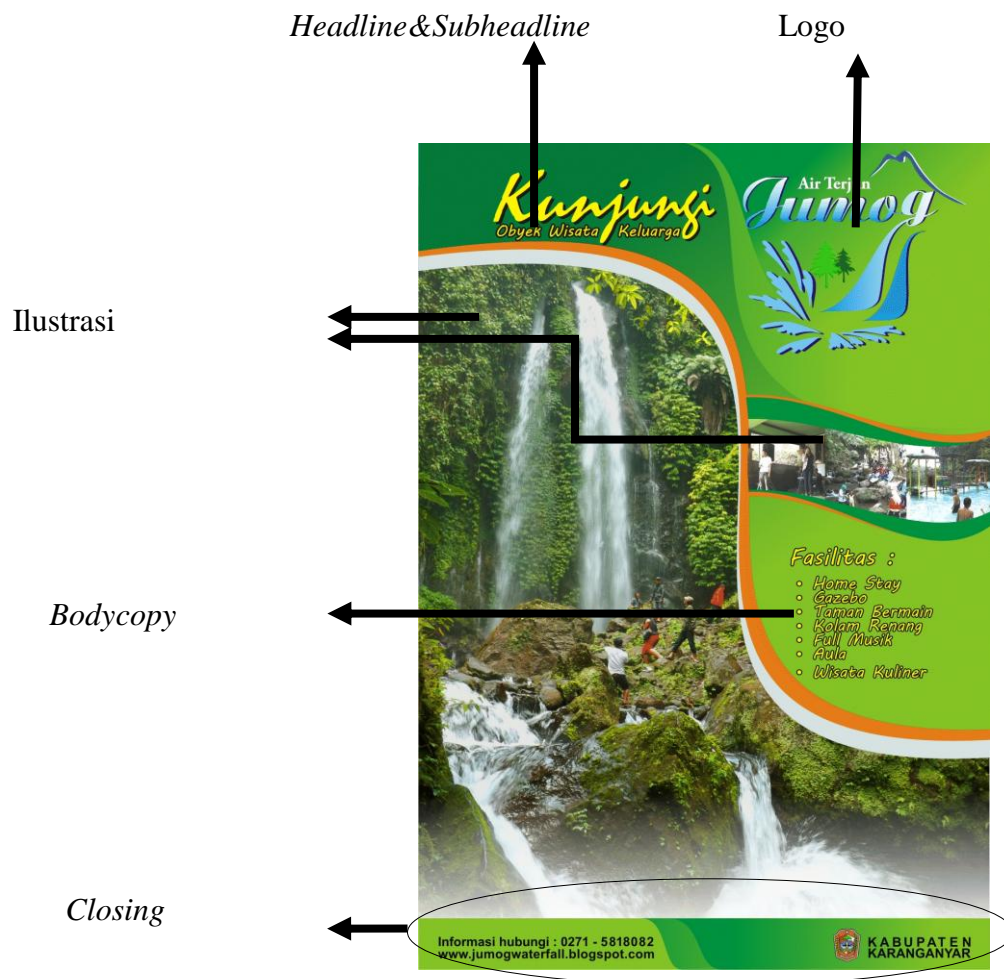 Headline&Subheadline
Logo
Kunjungi
Obyek Wisata Keluarga
Air Terjun
Jumog
Ilustrasi
Fasilitas :
• Home Stay
• Gazebo
• Taman Bermain
• Kolam Renang
• Full Musik
• Aula
• Wisata Kuliner
Bodycopy
Closing
Informasi hubungi : 0271 - 5818082
www.jumogwaterfall.blogspot.com
KABUPATEN
KARANGANYAR